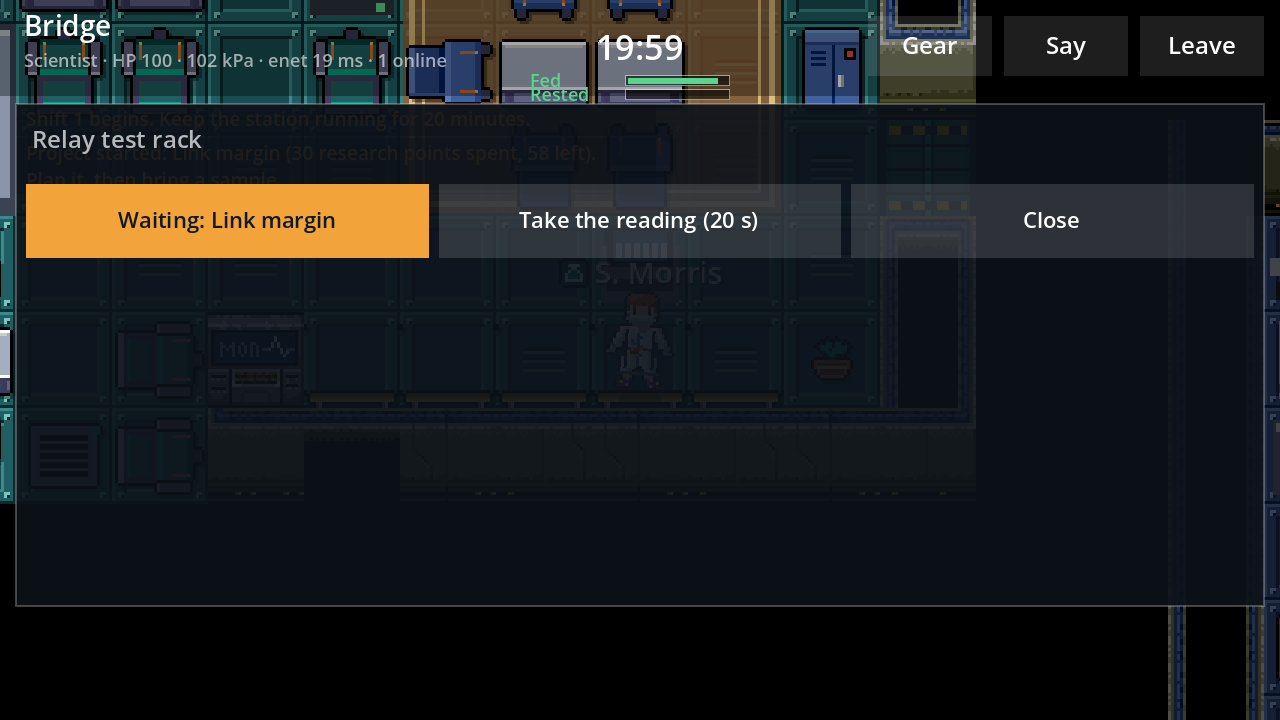 Bridge
Scientist · HP 100 · 102 kPa · enet 19 ms · 1 online
19:59
Fed
Rested
Gear
Say
Leave
Shift 1 begins. Keep the station running for 20 minutes.
Relay test rack
Project started: Link margin (30 research points spent, 58 left).
Plan it, then bring a sample.
Waiting: Link margin
Take the reading (20 s)
Close
S. Morris
Mon